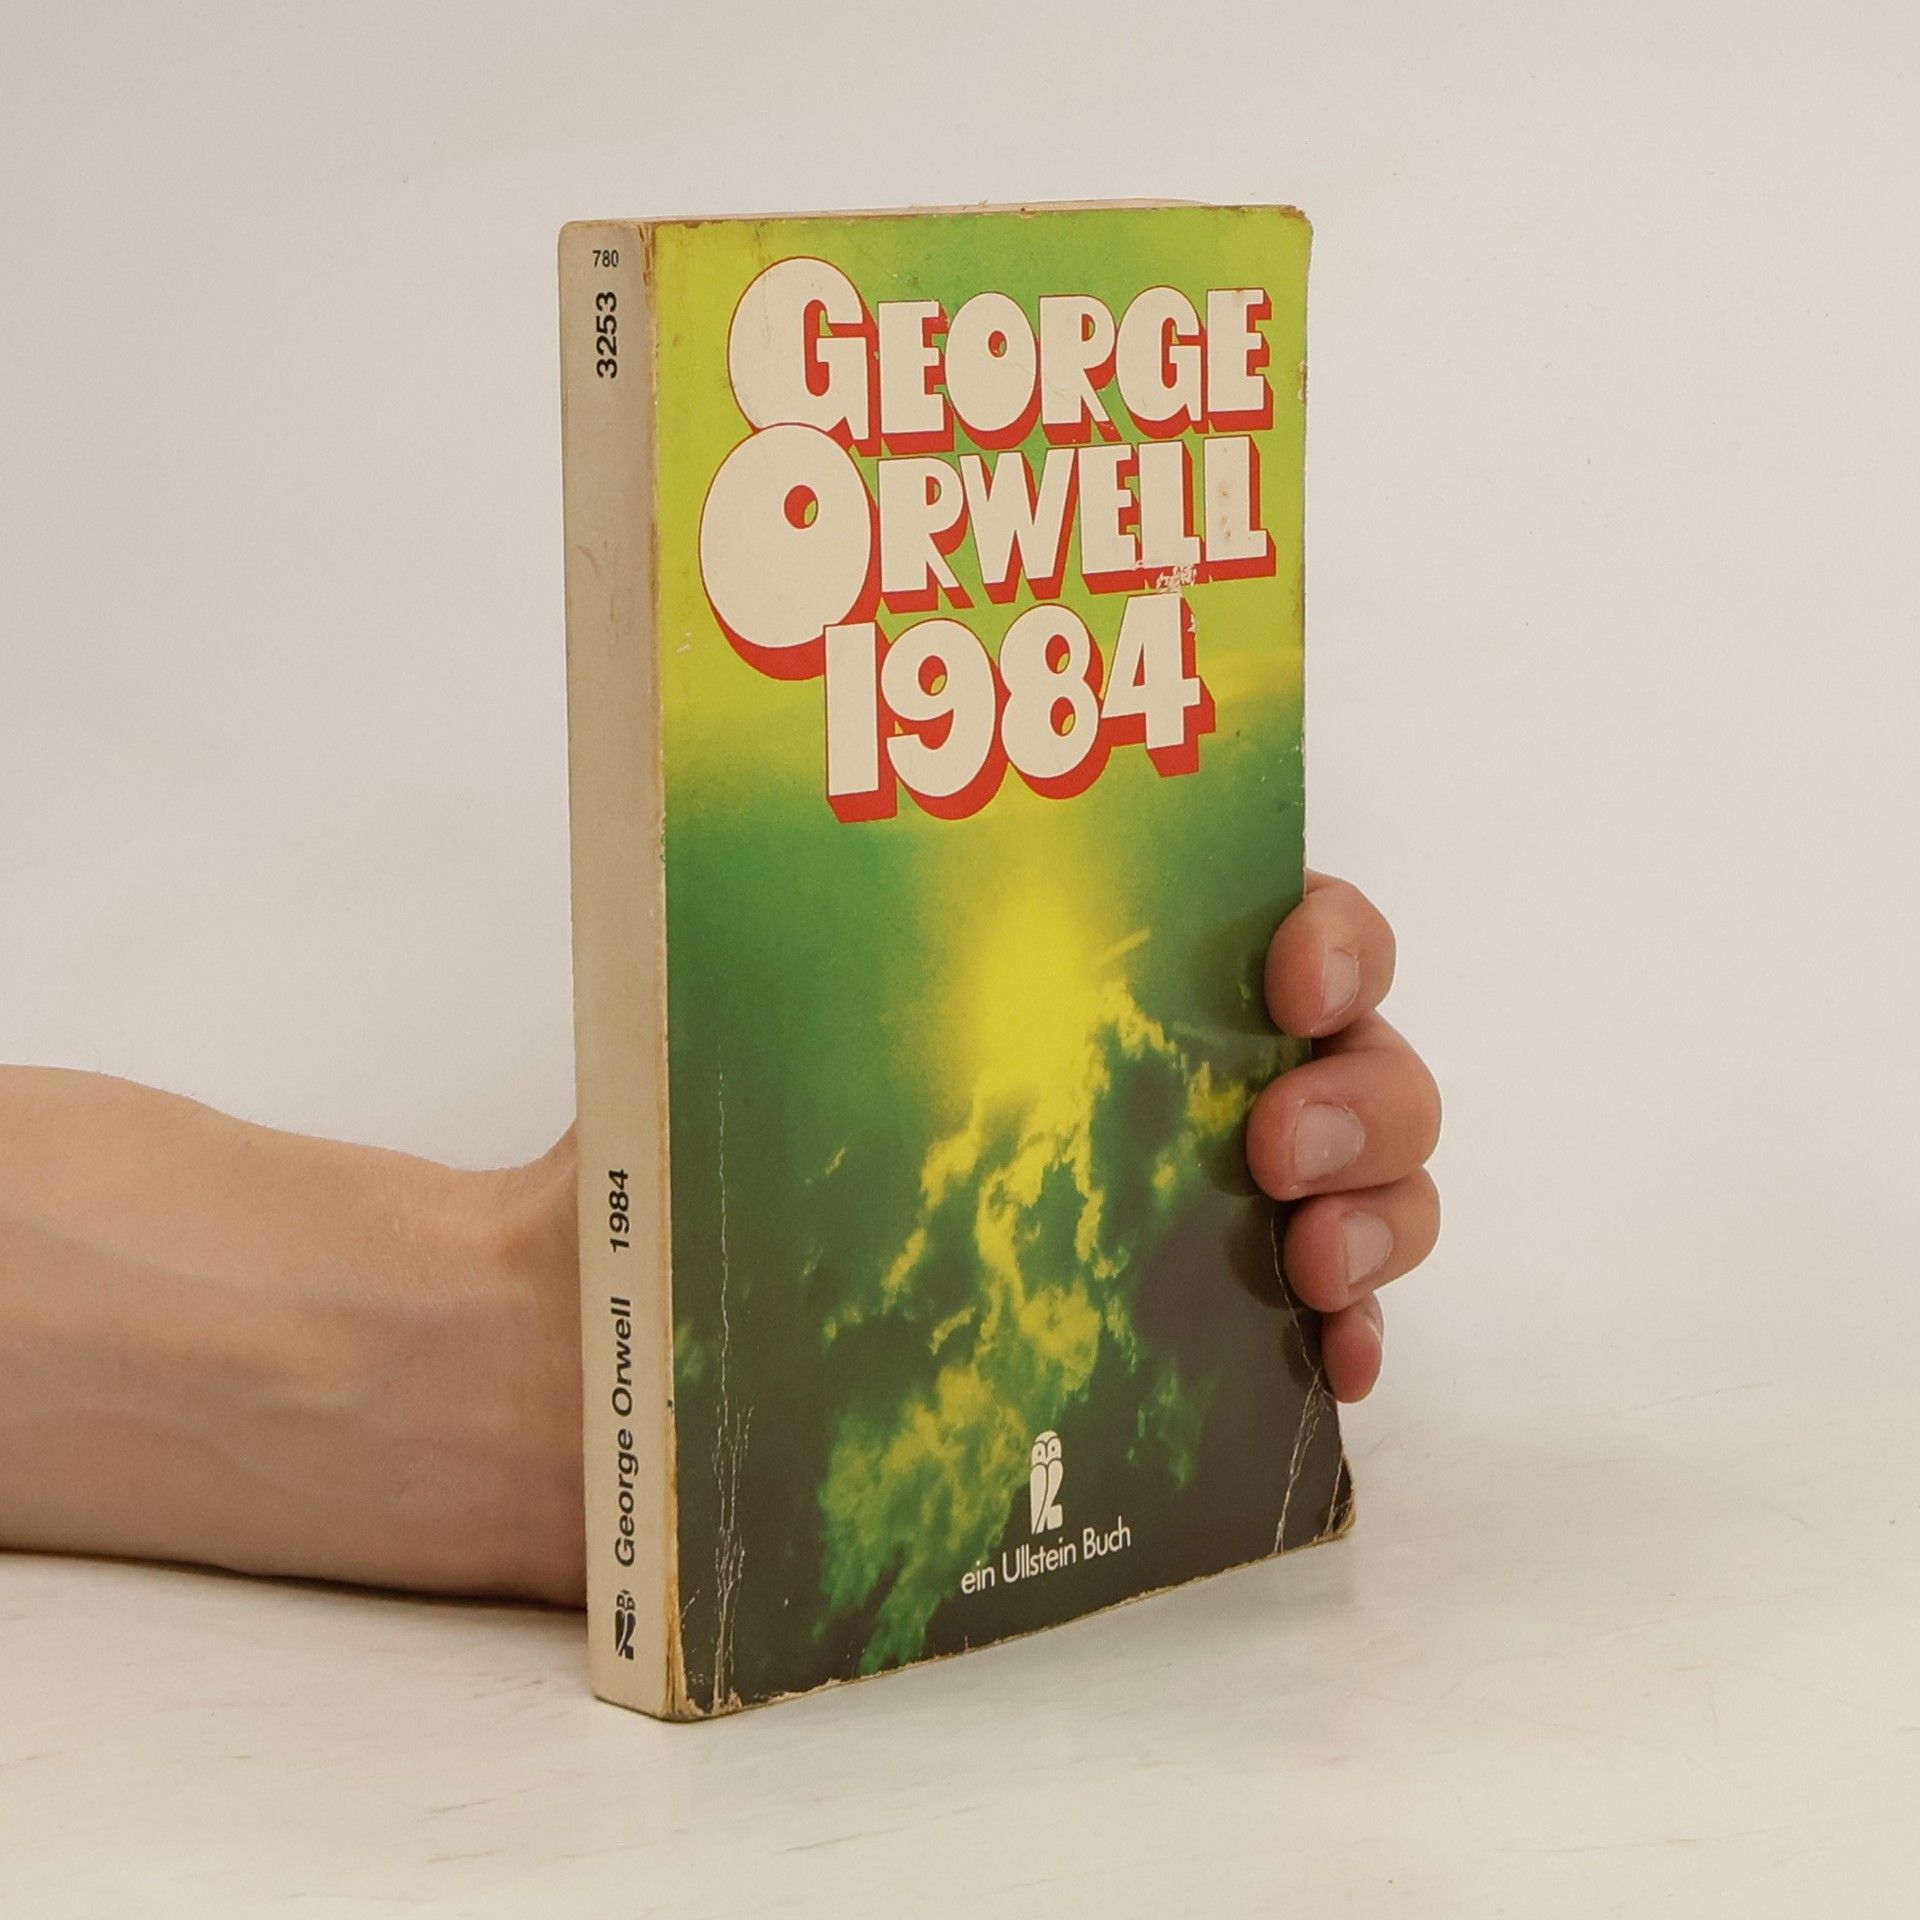 780
3253
George Orwell 1984
GEORGE
ORWELL
1984
ein Ullstein Buch